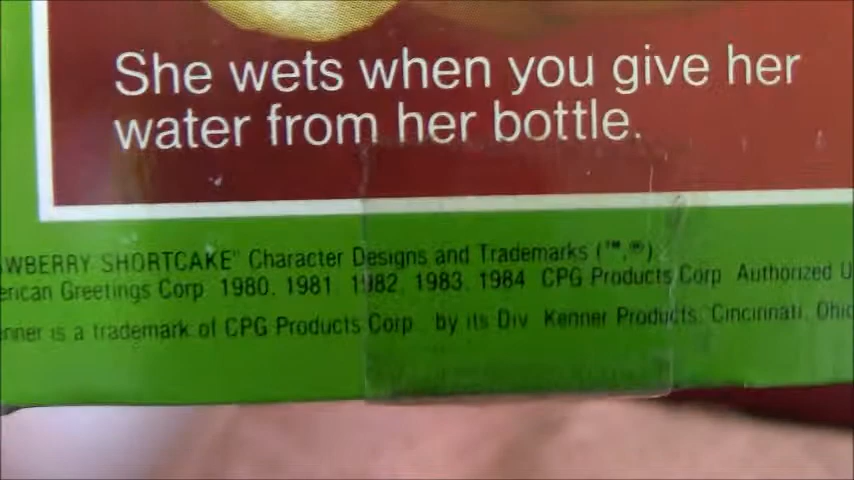 She wets when you give her
water from her bottle.
WBERRY SHORTCAKE™ Character Designs and Trademarks (™,®)
erican Greetings Corp 1980, 1981, 1982, 1983, 1984 CPG Products Corp Authorized U
nner is a trademark of CPG Products Corp by its Div Kenner Products, Cincinnati, Ohio